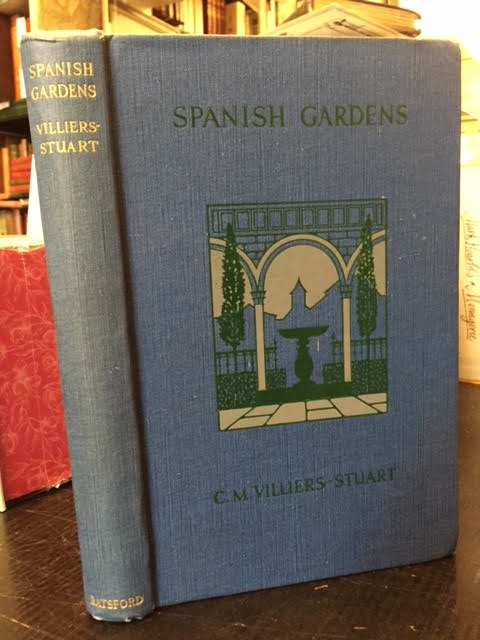 SPANISH
GARDENS
VILLIERS-
STUART
BATSFORD
SPANISH GARDENS
C. M. VILLIERS-STUART